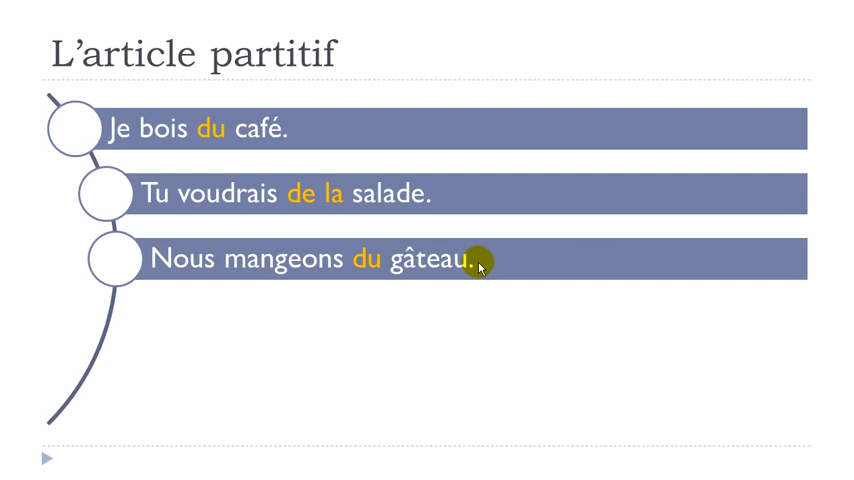 L’article partitif
Je bois du café.
Tu voudrais de la salade.
Nous mangeons du gâteau.